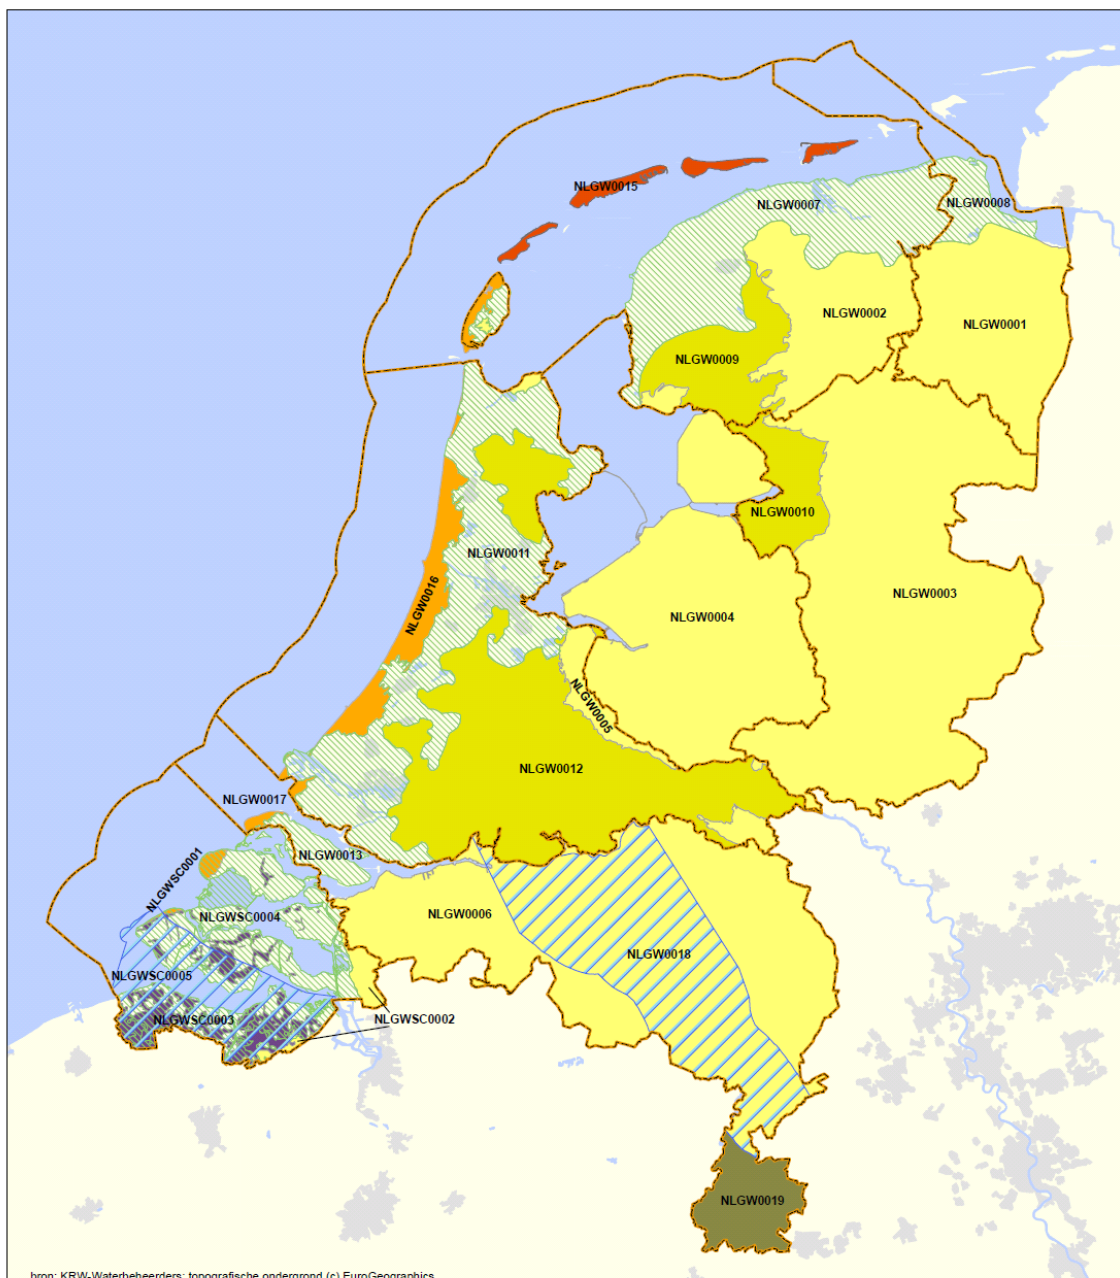 NLGW0015
NLGW0007
NLGW0008
NLGW0002
NLGW0001
NLGW0009
NLGW0010
NLGW0011
NLGW0016
NLGW0003
NLGW0004
NLGW0005
NLGW0012
NLGW0017
NLGW0013
NLGWSC0001
NLGWSC0004
NLGW0006
NLGW0018
NLGWSC0005
NLGWSC0003
NLGWSC0002
NLGW0019
bron: KRW-Waterbeheerders; topografische ondergrond (c) EuroGeographics